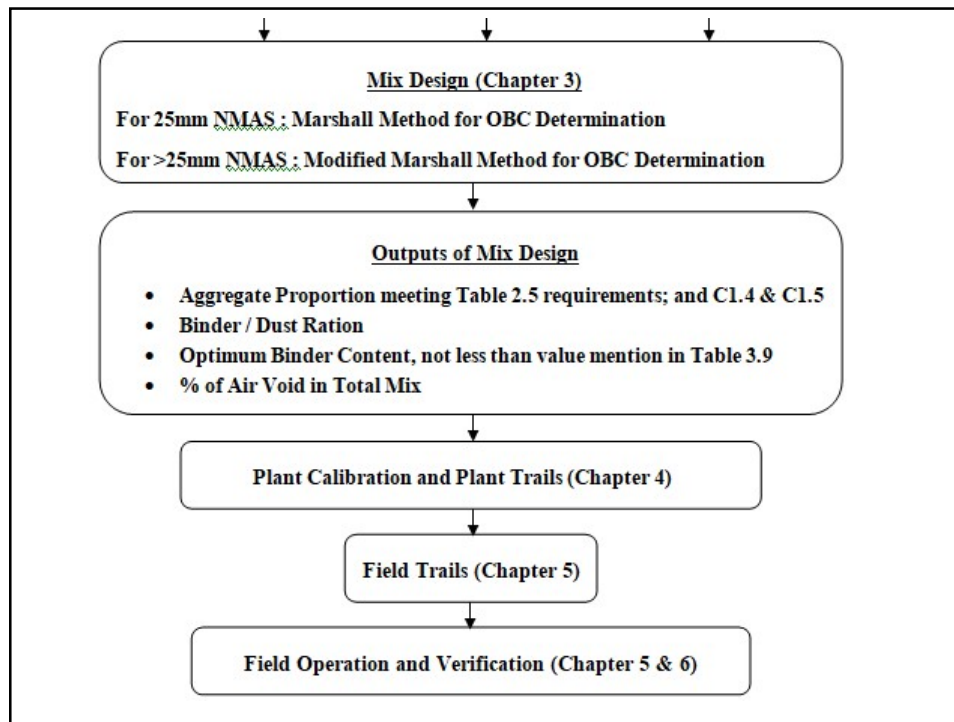 Mix Design (Chapter 3)
For 25mm NMAS : Marshall Method for OBC Determination
For >25mm NMAS : Modified Marshall Method for OBC Determination
Outputs of Mix Design
• Aggregate Proportion meeting Table 2.5 requirements; and C1.4 & C1.5
• Binder / Dust Ration
• Optimum Binder Content, not less than value mention in Table 3.9
• % of Air Void in Total Mix
Plant Calibration and Plant Trails (Chapter 4)
Field Trails (Chapter 5)
Field Operation and Verification (Chapter 5 & 6)